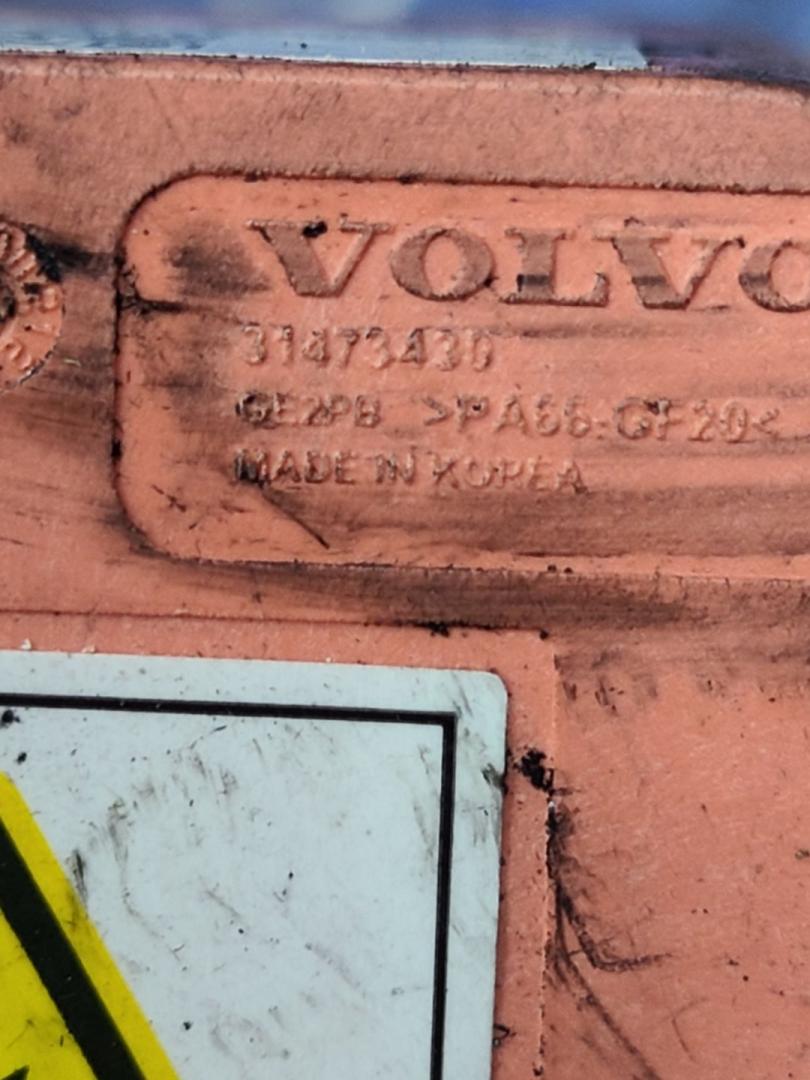 VOLVO
31473430
GE2PB >PA66-GF20<
MADE IN KOREA